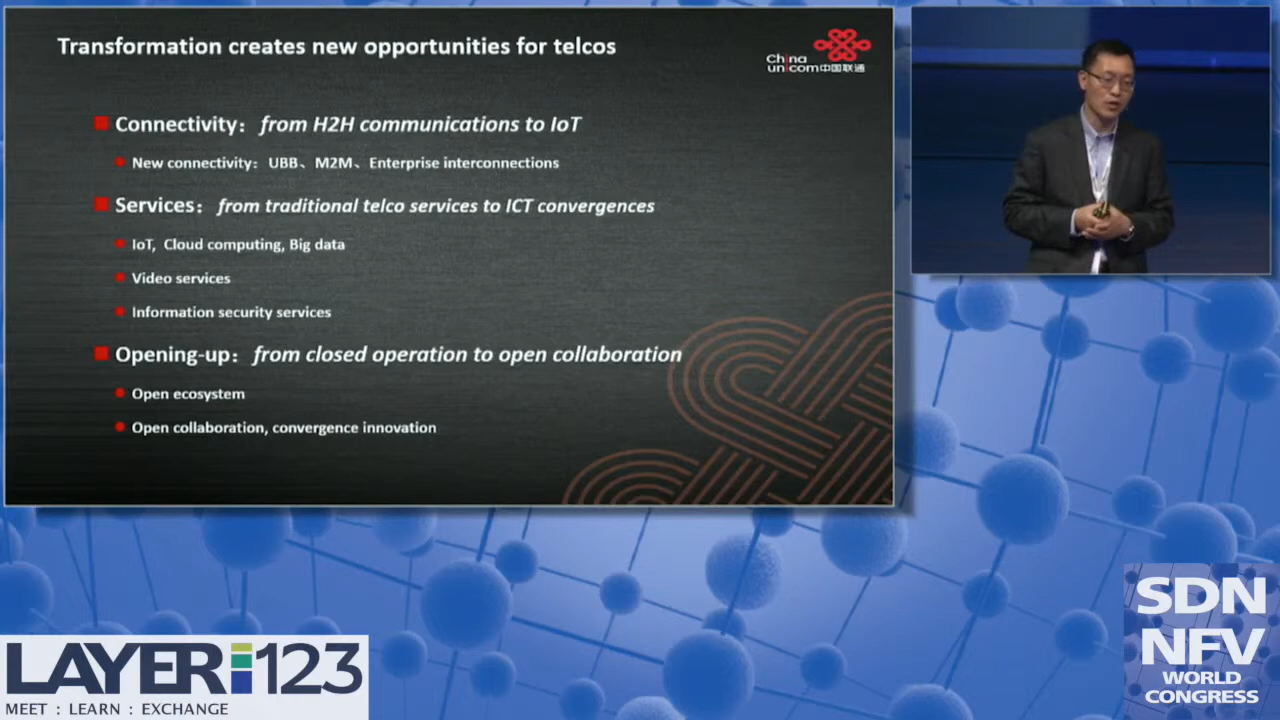 Transformation creates new opportunities for telcos
China
unicom中国联通
Connectivity： from H2H communications to IoT
New connectivity： UBB、M2M、Enterprise interconnections
Services： from traditional telco services to ICT convergences
IoT, Cloud computing, Big data
Video services
Information security services
Opening-up： from closed operation to open collaboration
Open ecosystem
Open collaboration, convergence innovation
LAYER123
MEET : LEARN : EXCHANGE
SDN
NFV
WORLD
CONGRESS